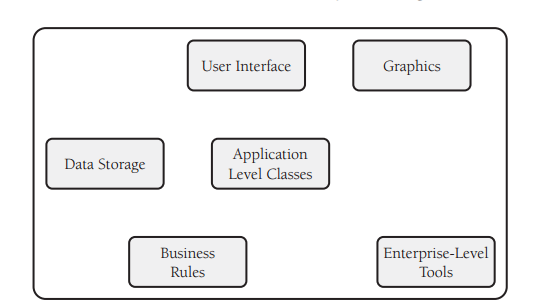 User Interface
Graphics
Data Storage
Application
Level Classes
Business
Rules
Enterprise-Level
Tools